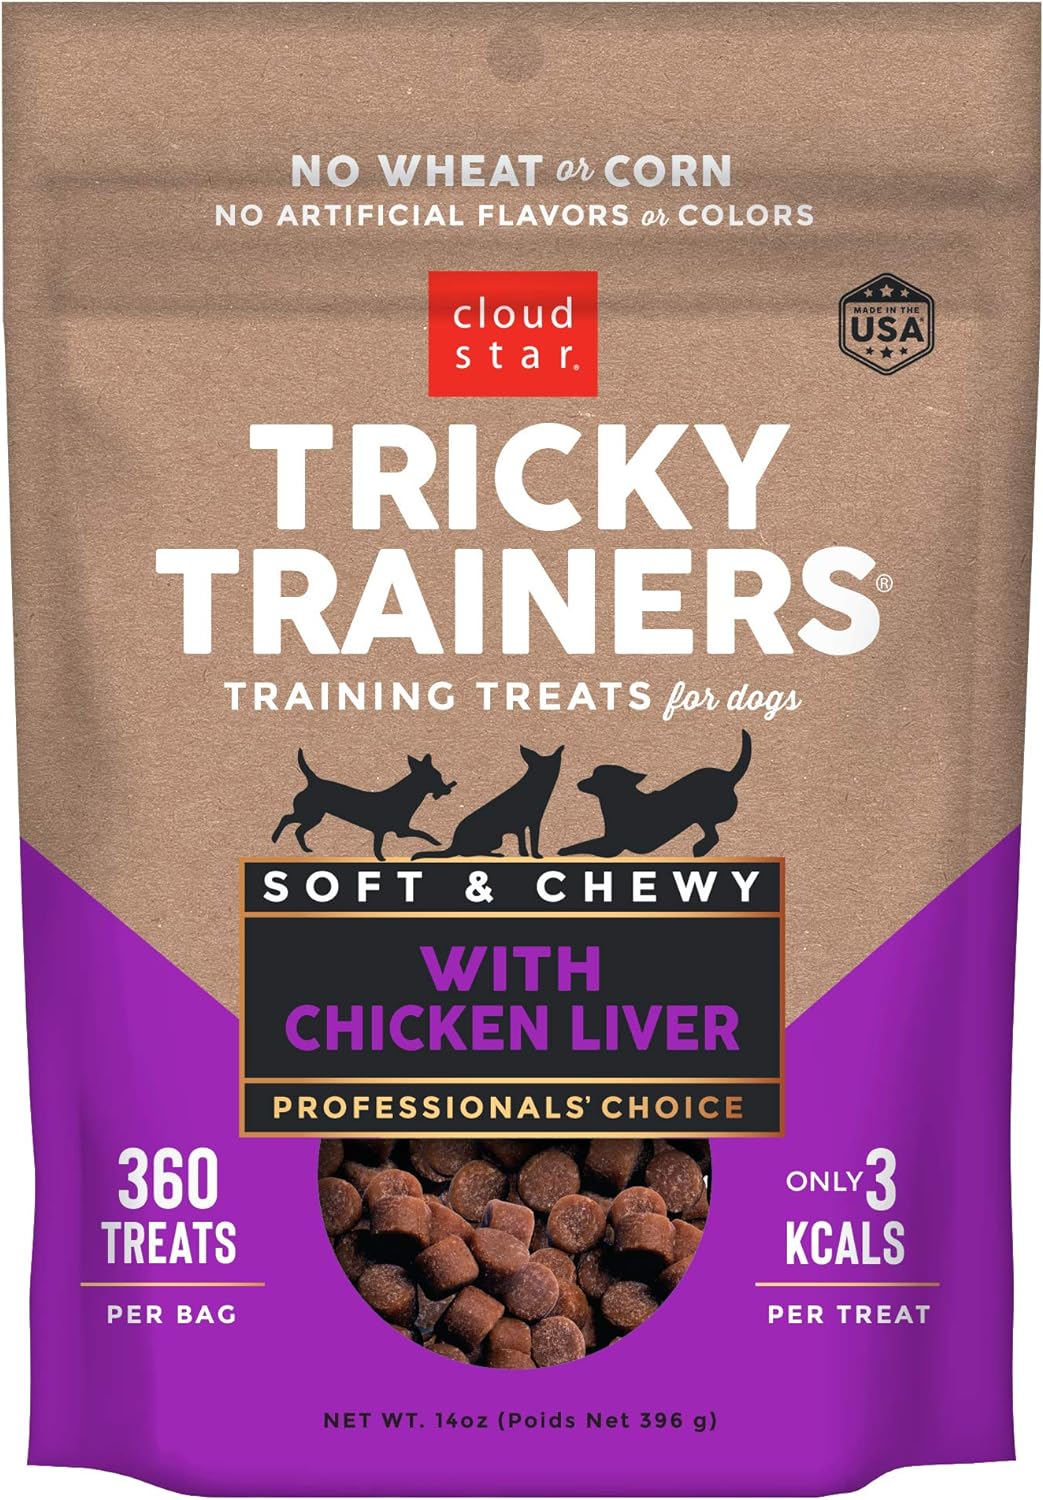 NO WHEAT or CORN
NO ARTIFICIAL FLAVORS or COLORS
cloud
star®
MADE IN THE
USA
TRICKY
TRAINERS®
TRAINING TREATS for dogs
SOFT & CHEWY
WITH
CHICKEN LIVER
PROFESSIONALS' CHOICE
360
TREATS
PER BAG
ONLY 3
KCALS
PER TREAT
NET WT. 14oz (Poids Net 396 g)